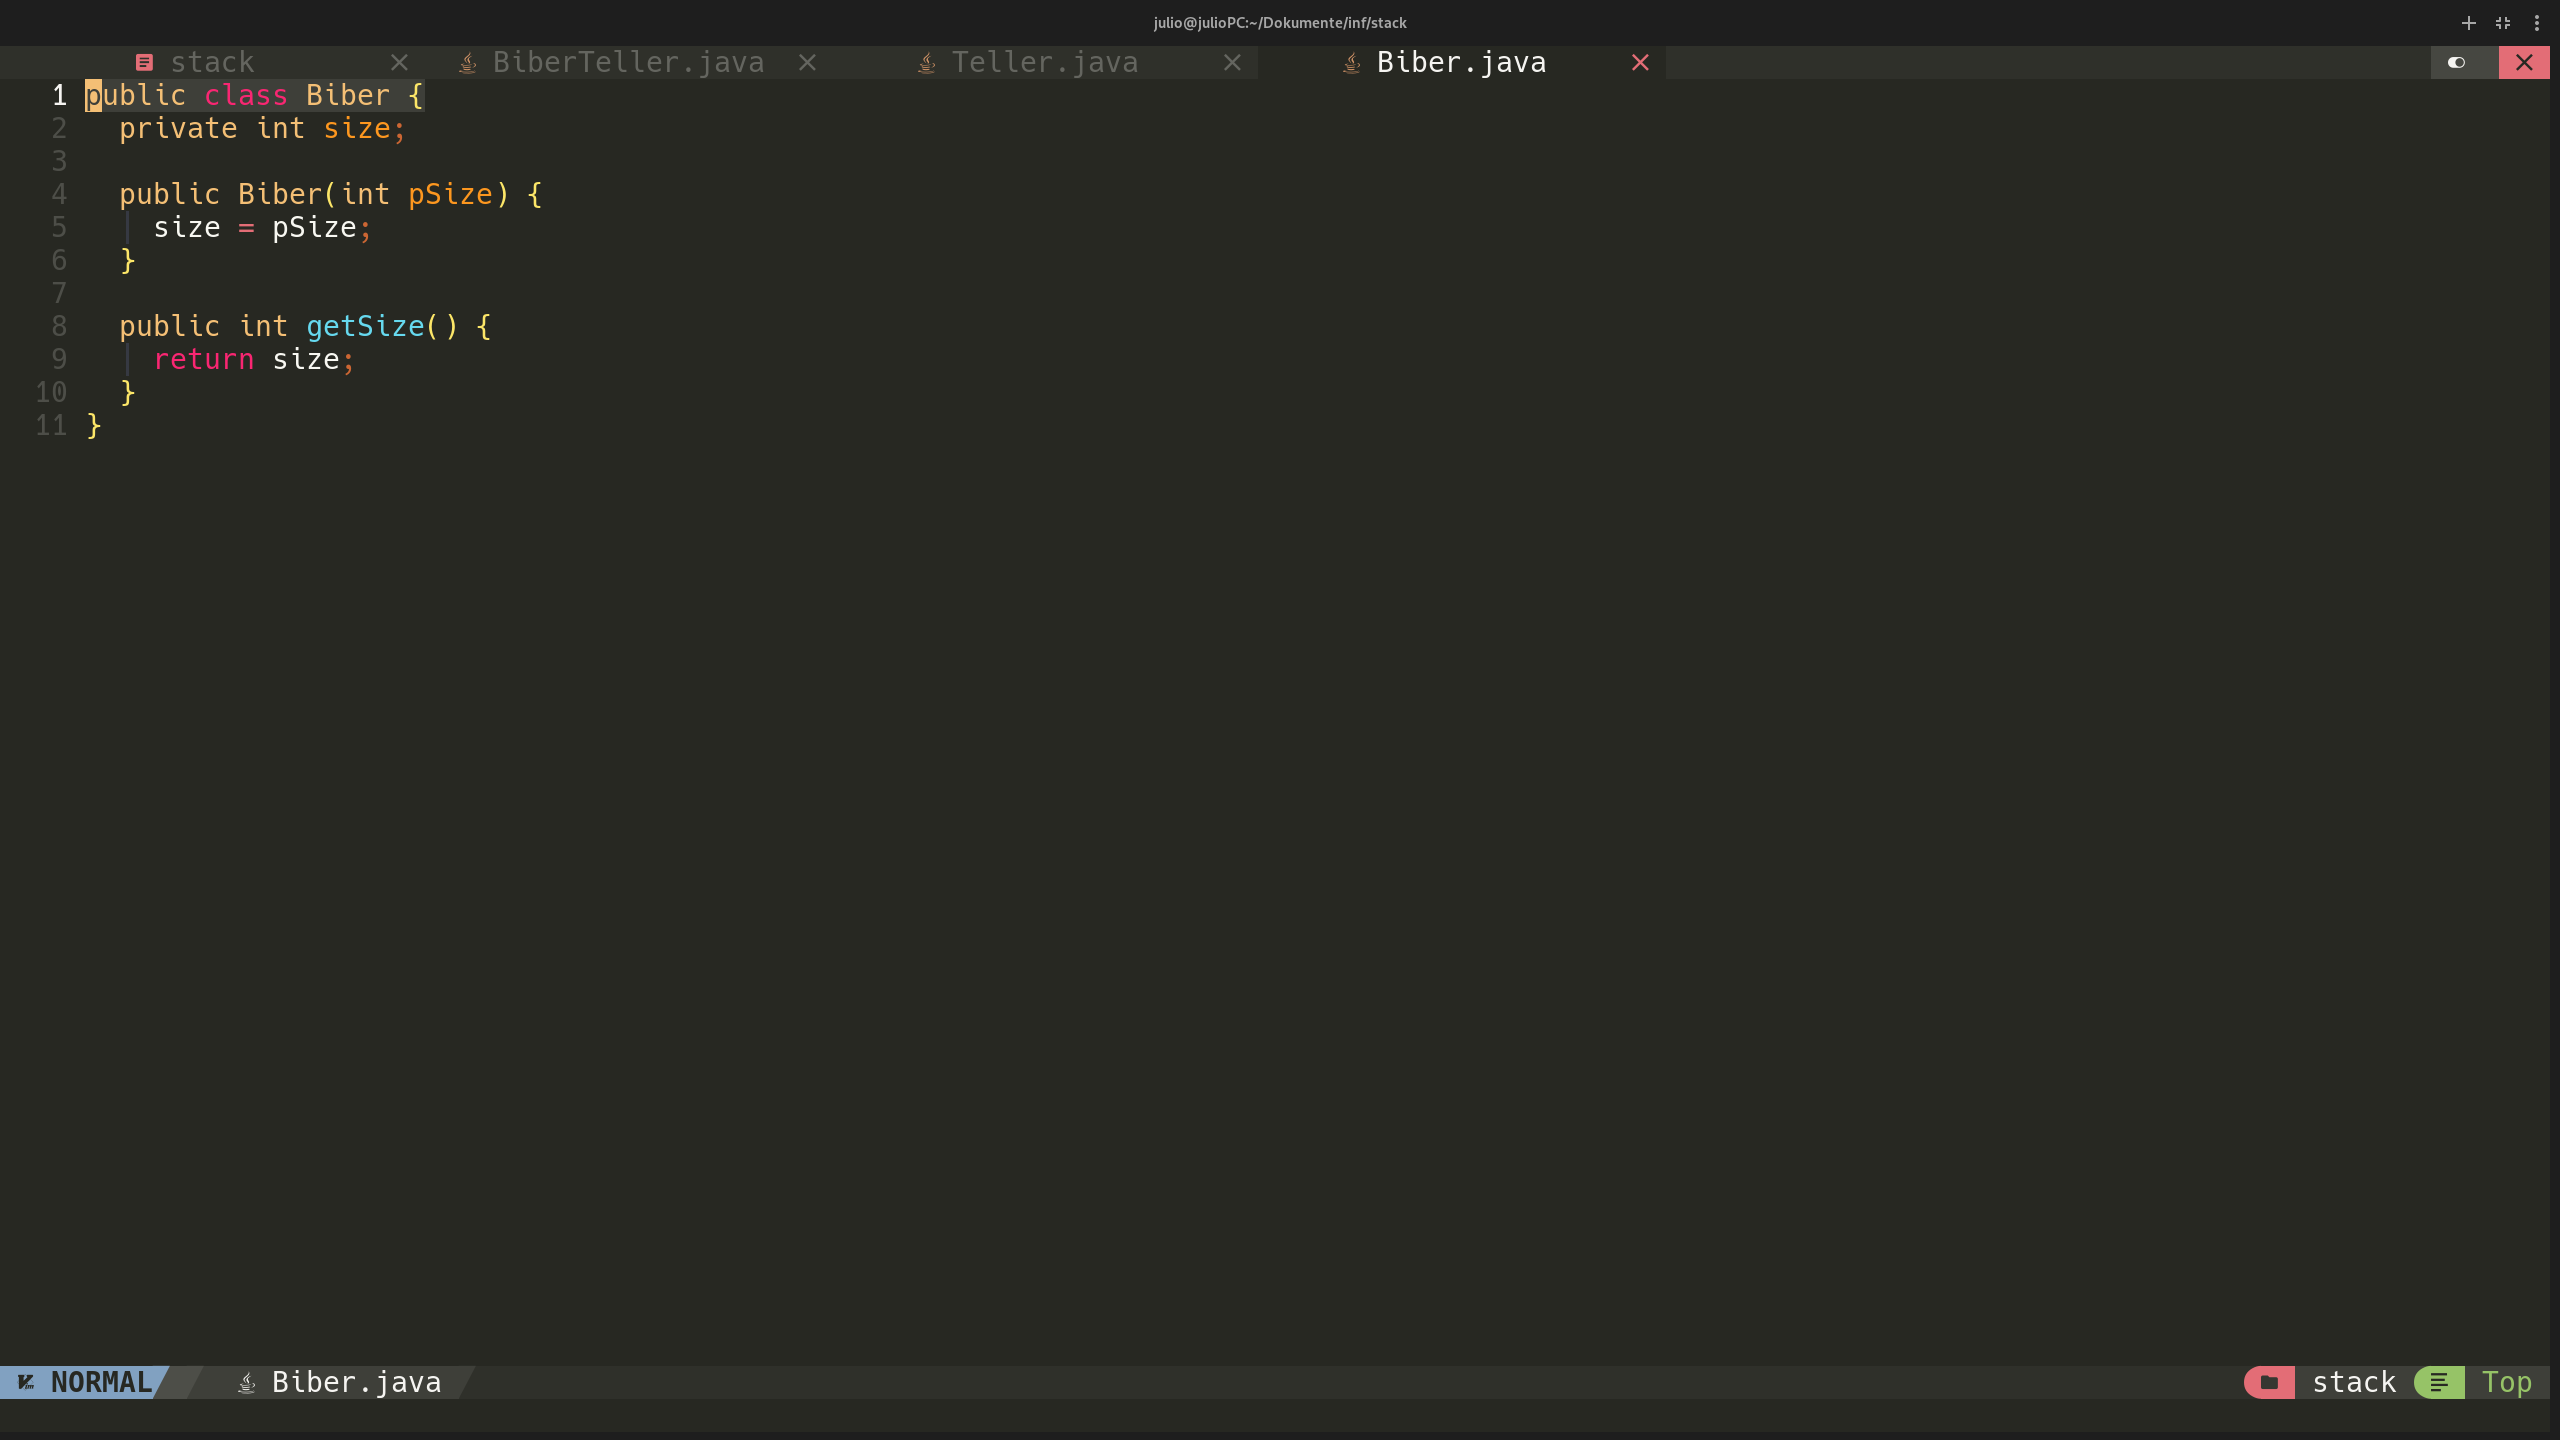 julio@julioPC:~/Dokumente/inf/stack
stack BiberTeller.java Teller.java Biber.java
1 public class Biber {
2   private int size;
3
4   public Biber(int pSize) {
5     size = pSize;
6   }
7
8   public int getSize() {
9     return size;
10   }
11 }
NORMAL Biber.java stack Top